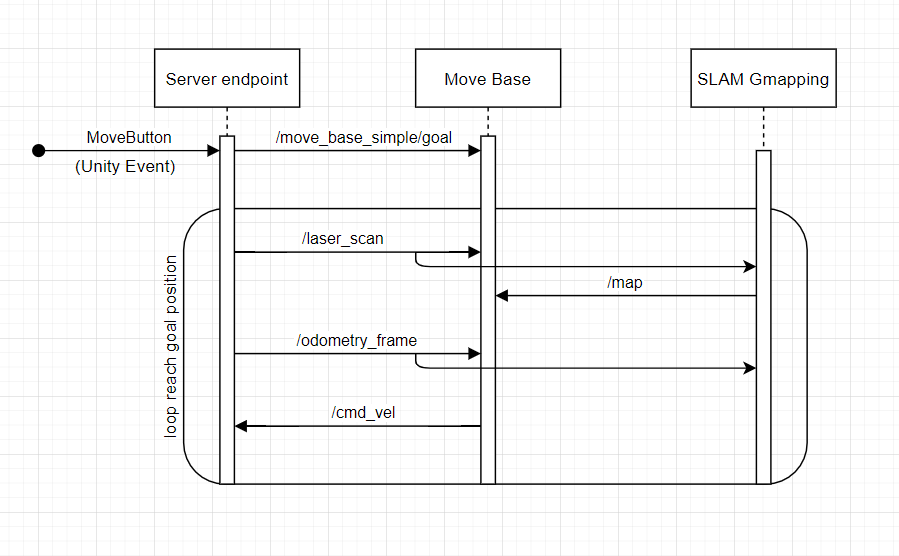 Server endpoint
Move Base
SLAM Gmapping
MoveButton
(Unity Event)
/move_base_simple/goal
loop reach goal position
/laser_scan
/map
/odometry_frame
/cmd_vel